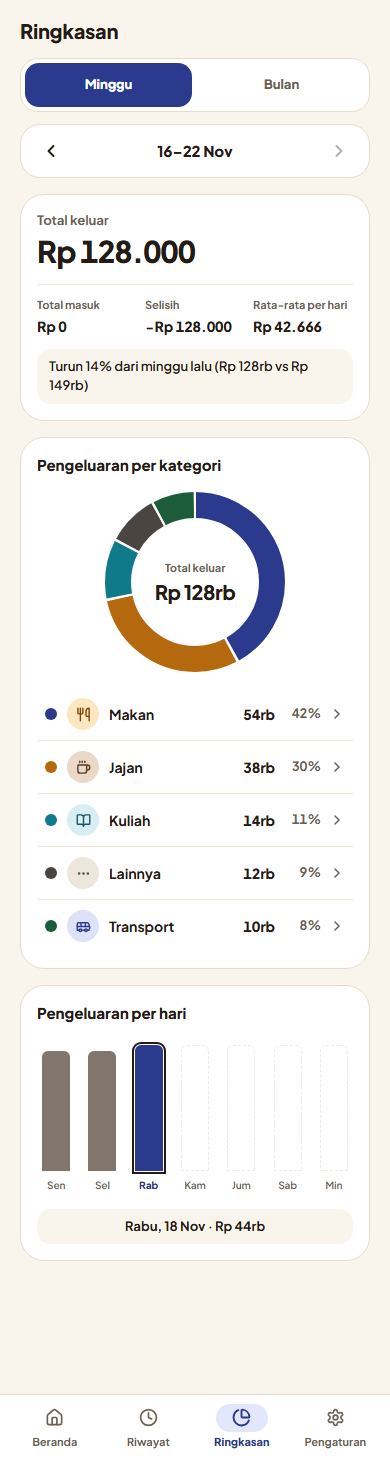 Ringkasan
Minggu
Bulan
16–22 Nov
Total keluar
Rp 128.000
Total masuk
Selisih
Rata-rata per hari
Rp 0
-Rp 128.000
Rp 42.666
Turun 14% dari minggu lalu (Rp 128rb vs Rp
149rb)
Pengeluaran per kategori
Total keluar
Rp 128rb
Makan 54rb 42%
Jajan 38rb 30%
Kuliah 14rb 11%
Lainnya 12rb 9%
Transport 10rb 8%
Pengeluaran per hari
Sen Sel Rab Kam Jum Sab Min
Rabu, 18 Nov · Rp 44rb
Beranda Riwayat Ringkasan Pengaturan